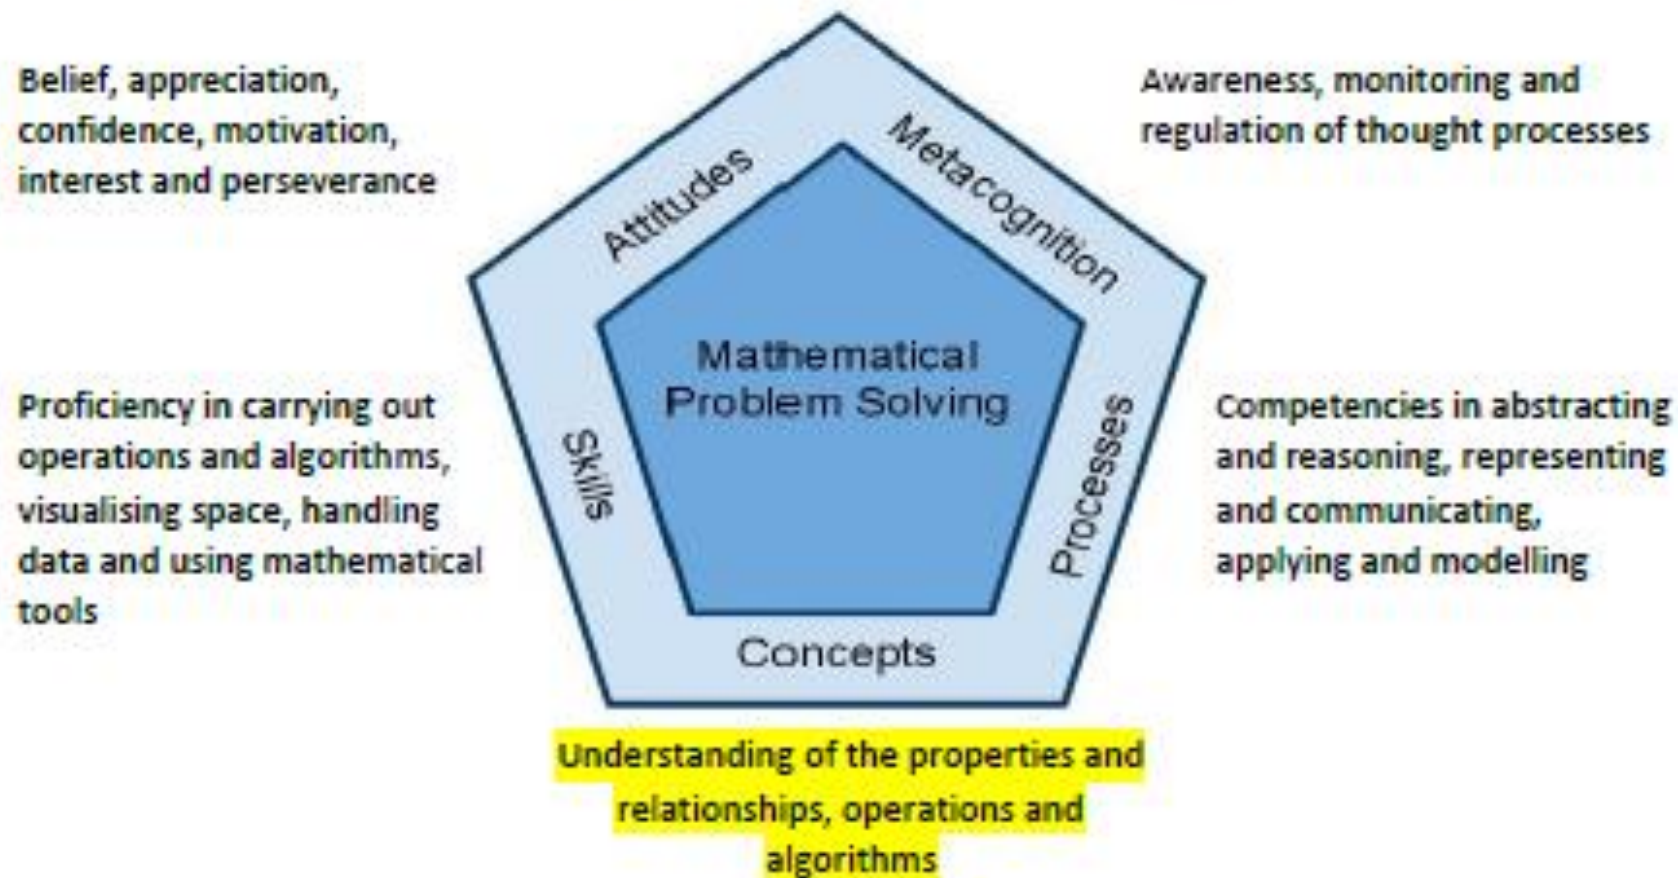 Belief, appreciation,
confidence, motivation,
interest and perseverance
Attitudes
Metacognition
Awareness, monitoring and
regulation of thought processes
Mathematical
Problem Solving
Proficiency in carrying out
operations and algorithms,
visualising space, handling
data and using mathematical
tools
Skills
Processes
Competencies in abstracting
and reasoning, representing
and communicating,
applying and modelling
Concepts
Understanding of the properties and
relationships, operations and
algorithms